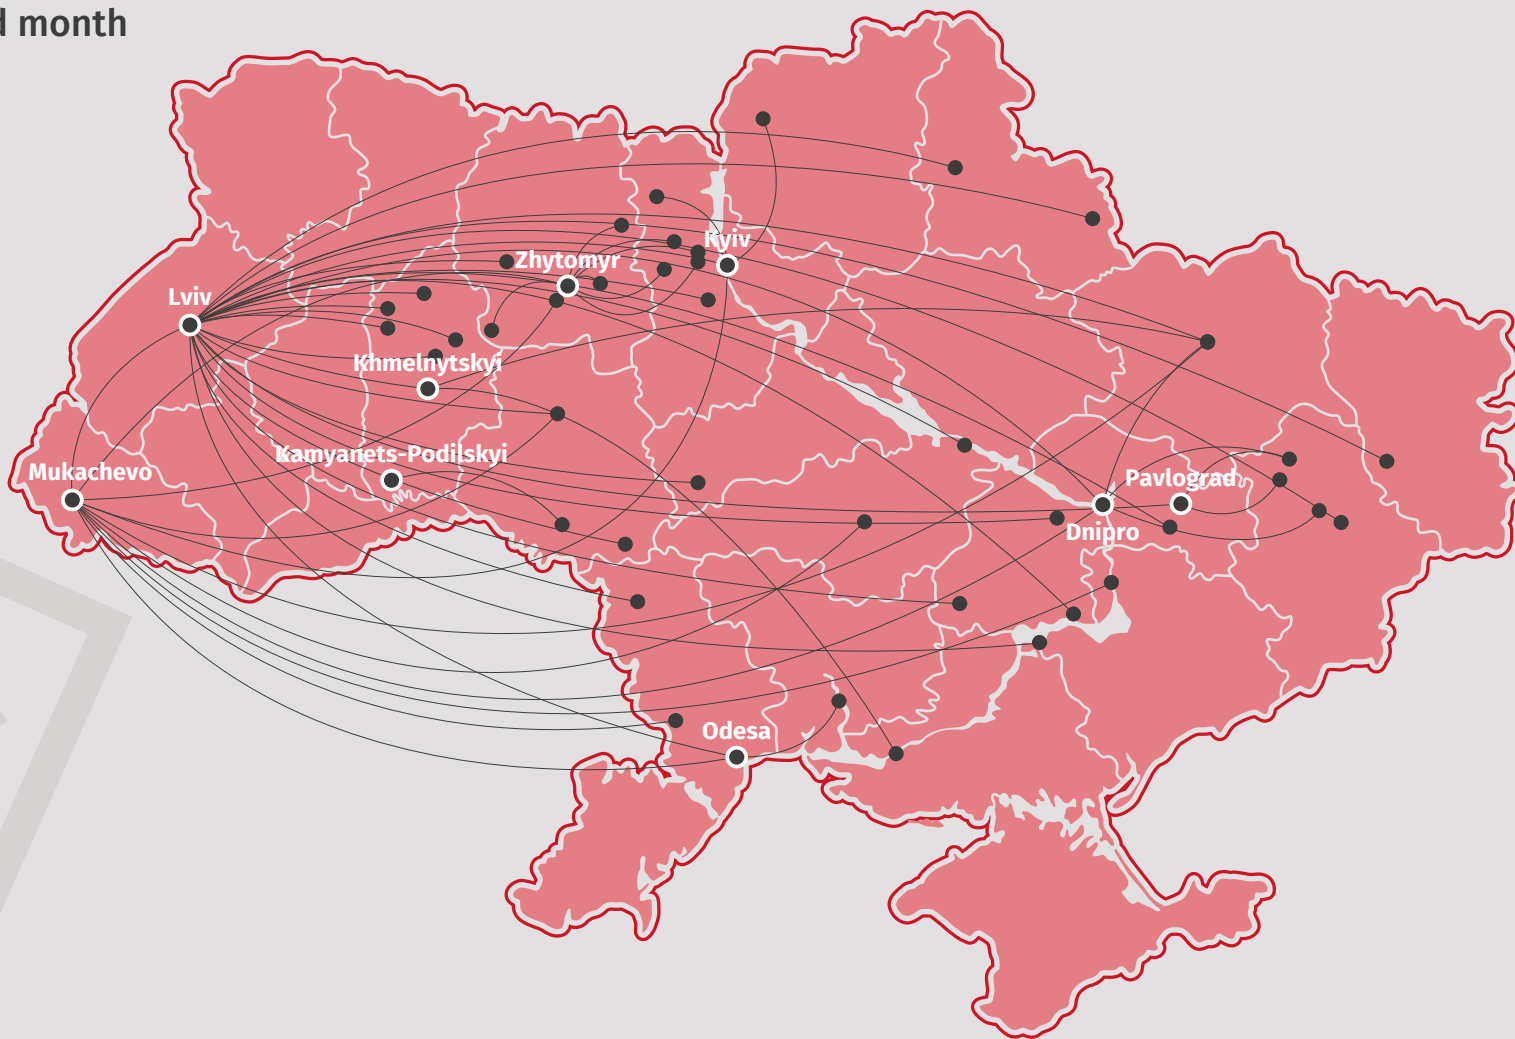 month
Kyiv
Zhytomyr
Lviv
Khmelnytskyi
Kamyanets-Podilskyi
Mukachevo
Pavlograd
Dnipro
Odesa